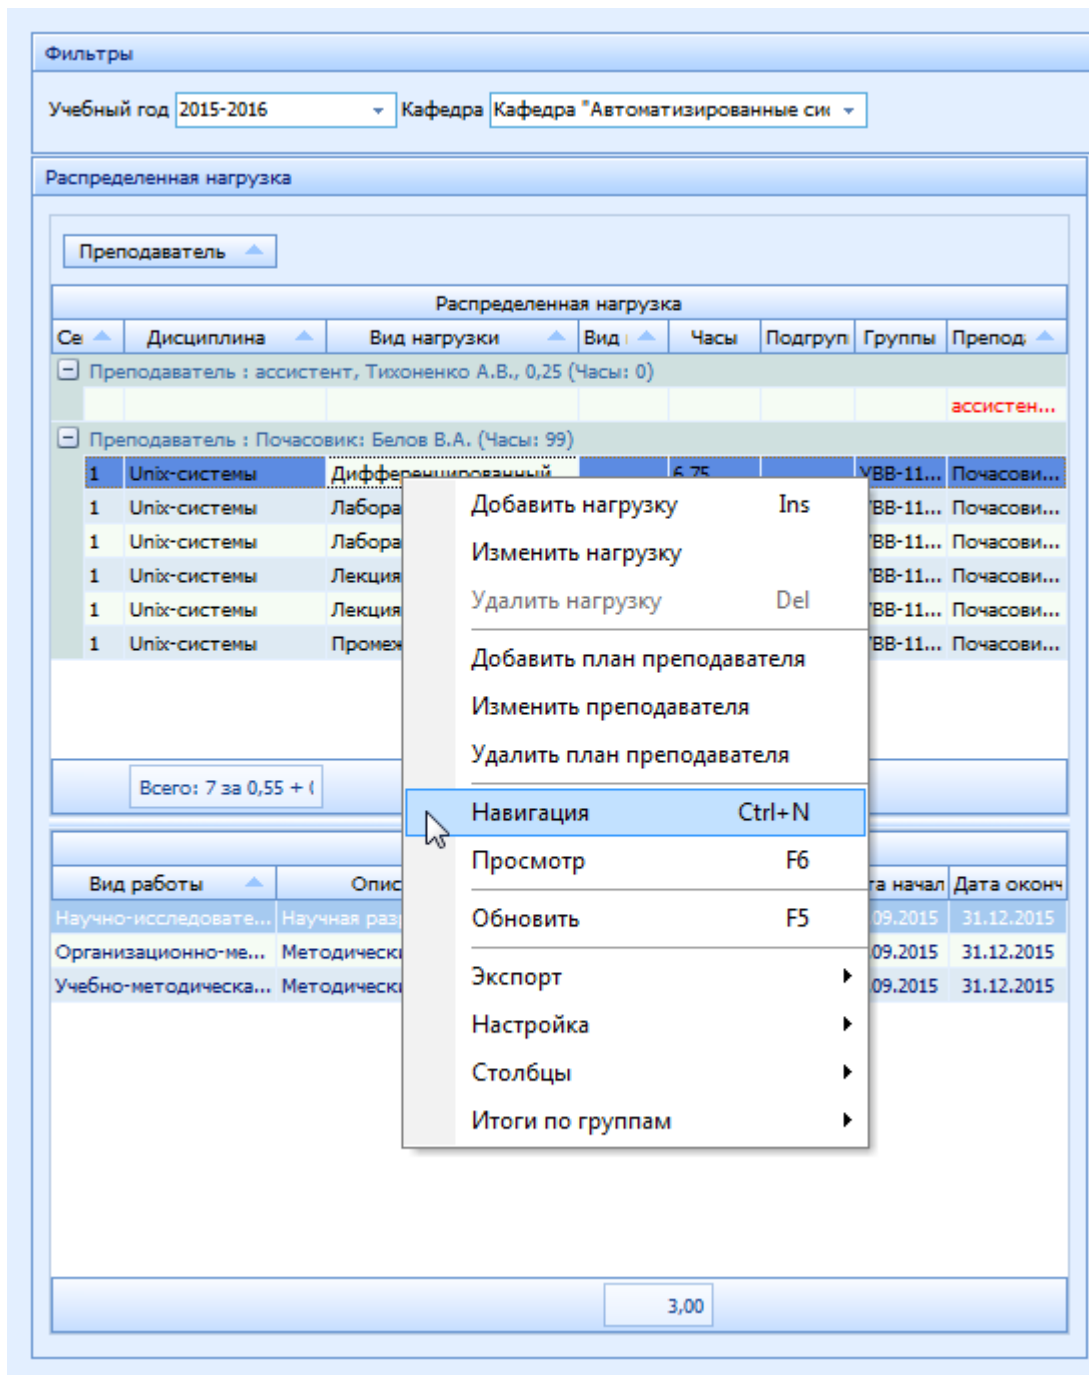 Фильтры
Учебный год 2015-2016 Кафедра Кафедра "Автоматизированные сис
Распределенная нагрузка
Преподаватель
Распределенная нагрузка
Се Дисциплина Вид нагрузки Вид Часы Подгруп Группы Препод
Преподаватель : ассистент, Тихоненко А.В., 0,25 (Часы: 0)
ассистен...
Преподаватель : Почасовик: Белов В.А. (Часы: 99)
1 Unix-системы Дифференцированный 6,75 УВВ-11... Почасови...
1 Unix-системы Лабора ВВ-11... Почасови...
1 Unix-системы Лабора ВВ-11... Почасови...
1 Unix-системы Лекция ВВ-11... Почасови...
1 Unix-системы Лекция ВВ-11... Почасови...
1 Unix-системы Промеж ВВ-11... Почасови...
Добавить нагрузку Ins
Изменить нагрузку
Удалить нагрузку Del
Добавить план преподавателя
Изменить преподавателя
Удалить план преподавателя
Навигация Ctrl+N
Просмотр F6
Обновить F5
Экспорт
Настройка
Столбцы
Итоги по группам
Всего: 7 за 0,55 + (
Вид работы Опис та начал Дата оконч
Научно-исследовате... Научная раз 09.2015 31.12.2015
Организационно-ме... Методически .09.2015 31.12.2015
Учебно-методическа... Методически .09.2015 31.12.2015
3,00